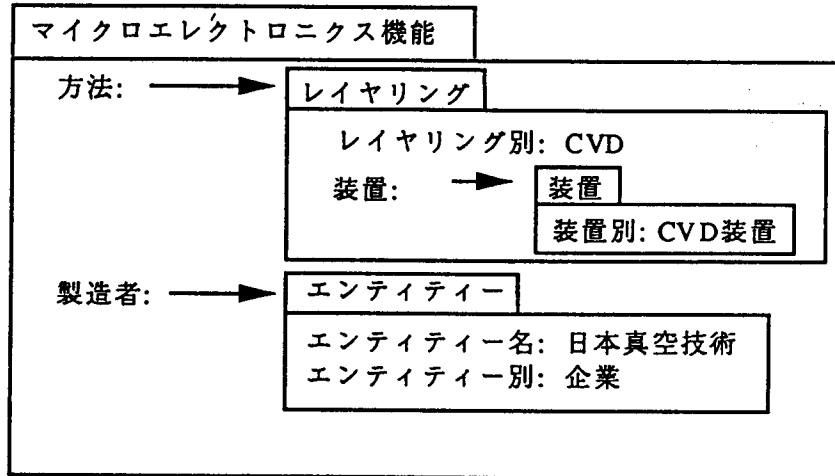 マイクロエレクトロニクス機能
方法:
レイヤリング
レイヤリング別: CVD
装置:
装置
装置別: CVD装置
製造者:
エンティティー
エンティティー名: 日本真空技術
エンティティー別: 企業